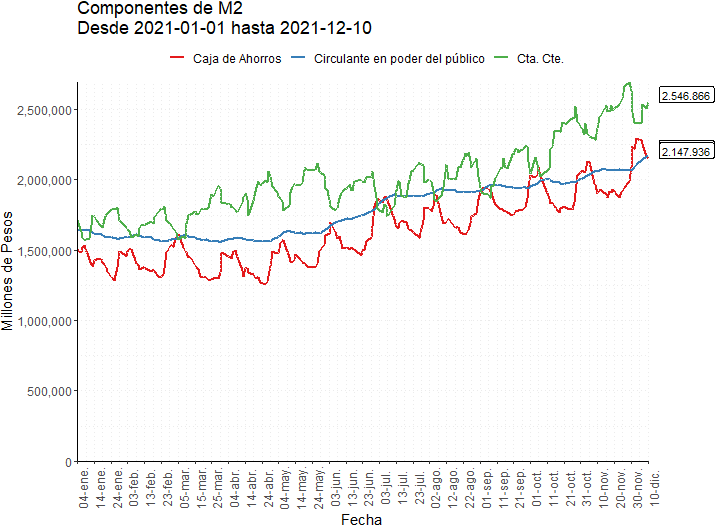 Componentes de M2
Desde 2021-01-01 hasta 2021-12-10
Caja de Ahorros Circulante en poder del público Cta. Cte.
Millones de Pesos
2,500,000
2,000,000
1,500,000
1,000,000
500,000
0
2.546.866
2.147.936
04-ene.
14-ene.
24-ene.
03-feb.
13-feb.
23-feb.
05-mar.
15-mar.
25-mar.
04-abr.
14-abr.
24-abr.
04-may.
14-may.
24-may.
03-jun.
13-jun.
23-jun.
03-jul.
13-jul.
23-jul.
02-ago.
12-ago.
22-ago.
01-sep.
11-sep.
21-sep.
01-oct.
11-oct.
21-oct.
31-oct.
10-nov.
20-nov.
30-nov.
10-dic.
Fecha